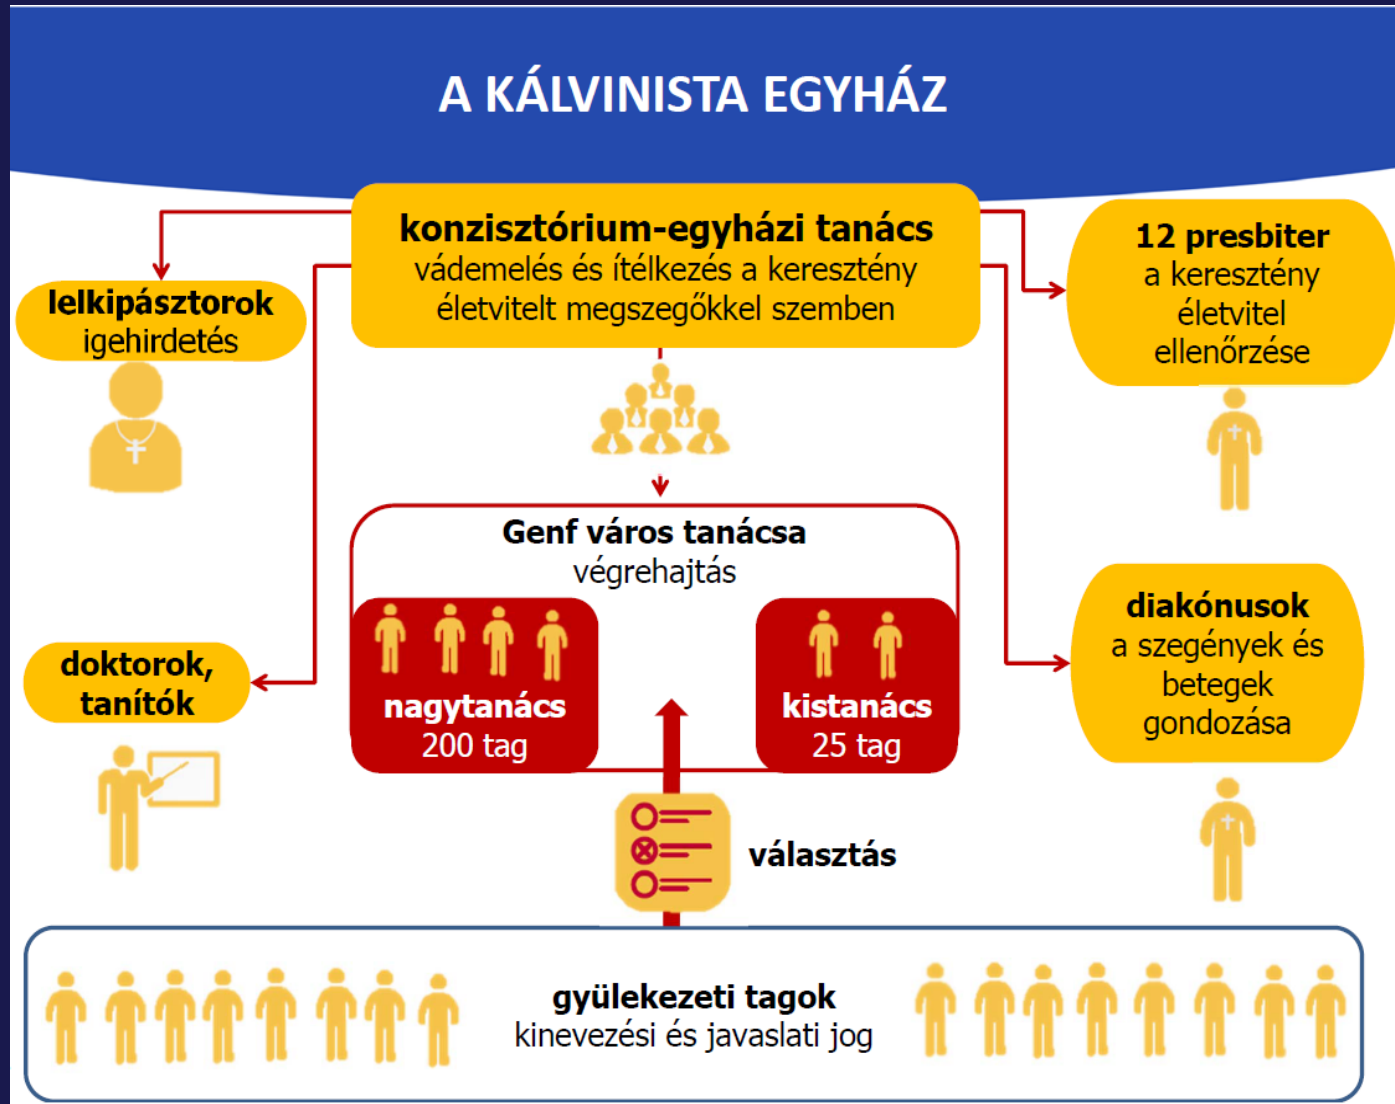 A KÁLVINISTA EGYHÁZ
konzisztórium-egyházi tanács
vádemelés és ítélkezés a keresztény
életvitelt megszegőkkel szemben
lelkipásztorok
igehirdetés
12 presbiter
a keresztény
életvitel
ellenőrzése
Genf város tanácsa
végrehajtás
nagytanács
200 tag
kistanács
25 tag
doktorok,
tanítók
diakónusok
a szegények és
betegek
gondozása
választás
gyülekezeti tagok
kinevezési és javaslati jog